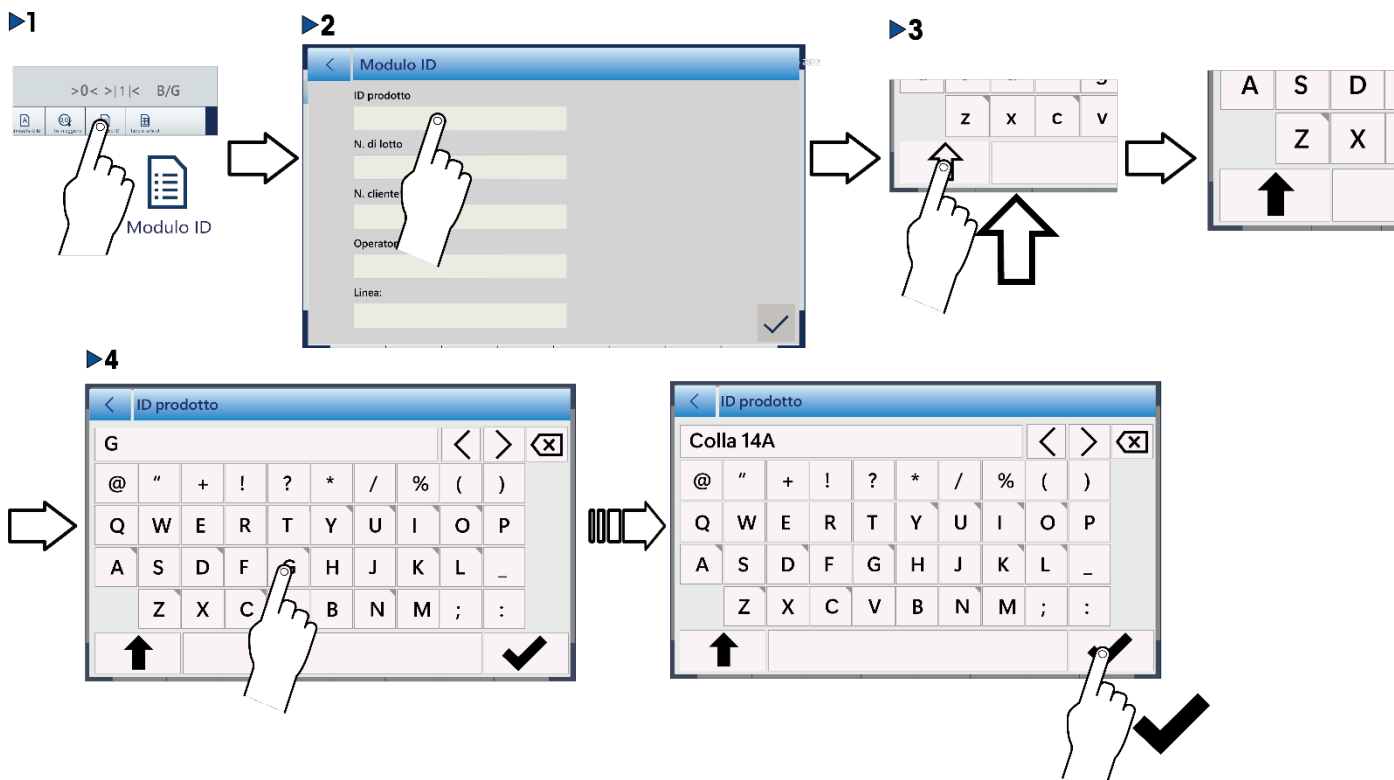 1
>0< >|1|< B/G
Modulo ID
2
Modulo ID
ID prodotto
N. di lotto
N. cliente
Operator
Linea:
3
Z X C V
A S D
Z X
4
ID prodotto
G
@ " + ! ? * / % ( )
Q W E R T Y U I O P
A S D F G H J K L _
Z X C B N M ; :
ID prodotto
Colla 14A
@ " + ! ? * / % ( )
Q W E R T Y U I O P
A S D F G H J K L _
Z X C V B N M ; :